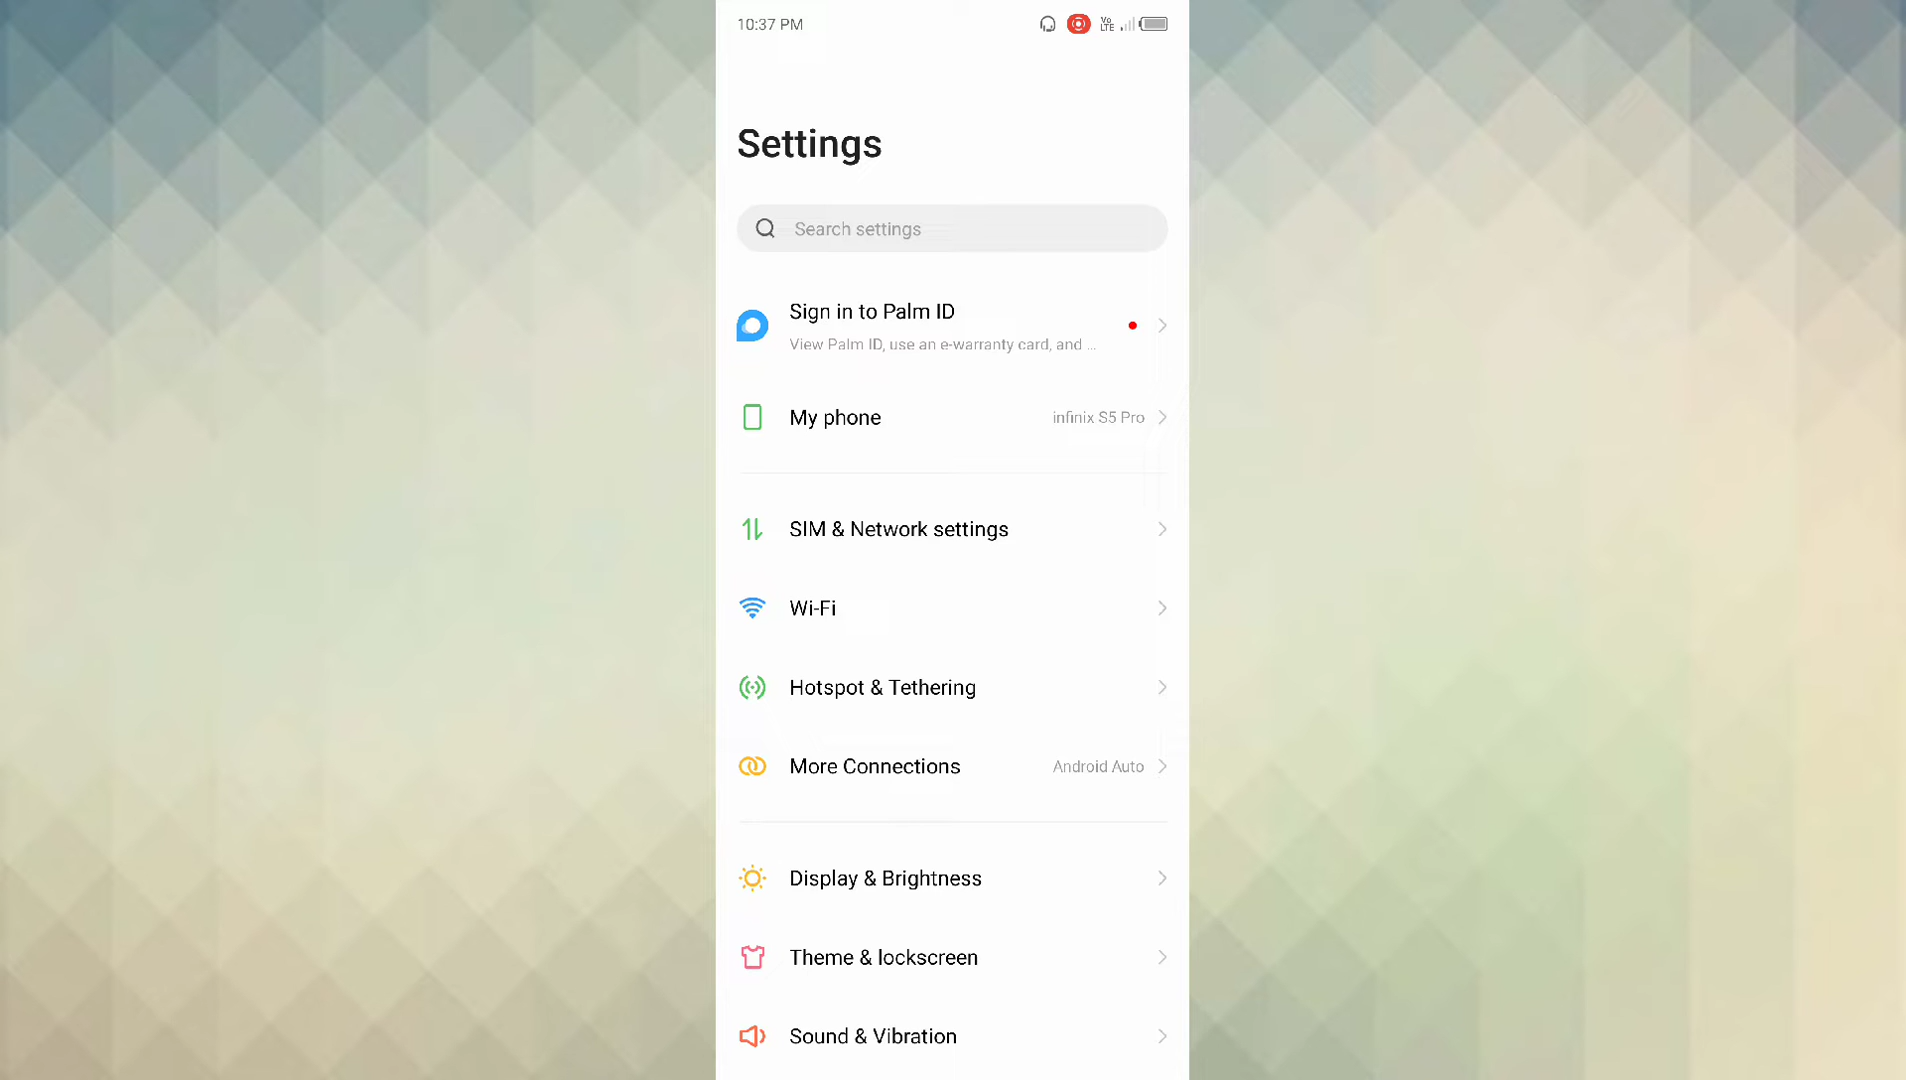 10:37 PM
Vo
LTE
Settings
Search settings
Sign in to Palm ID
View Palm ID, use an e-warranty card, and ...
My phone
infinix S5 Pro
SIM & Network settings
Wi-Fi
Hotspot & Tethering
More Connections
Android Auto
Display & Brightness
Theme & lockscreen
Sound & Vibration